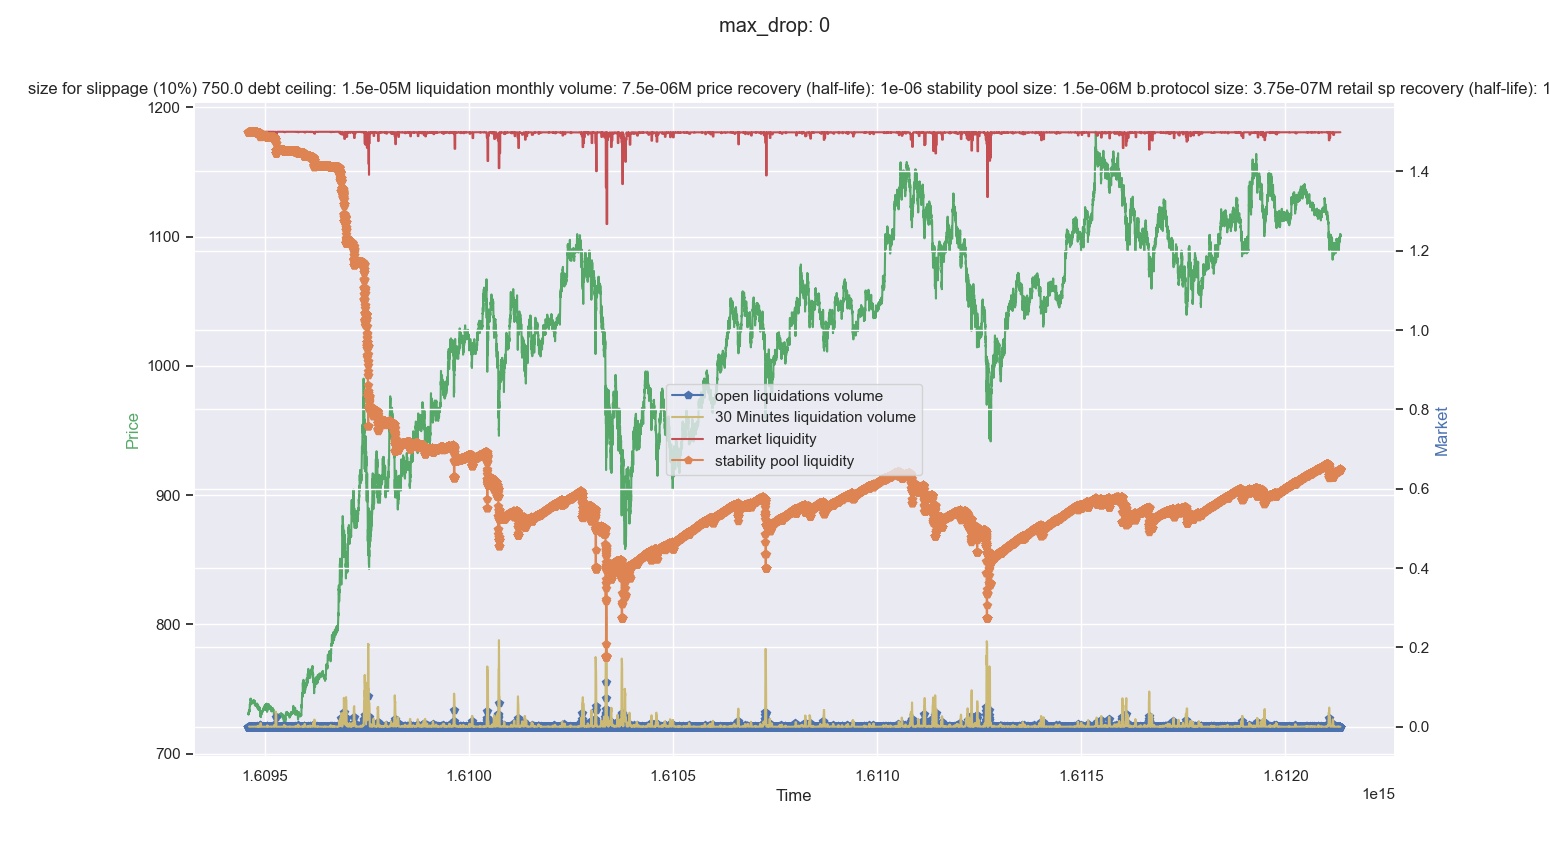 max_drop: 0
size for slippage (10%) 750.0 debt ceiling: 1.5e-05M liquidation monthly volume: 7.5e-06M price recovery (half-life): 1e-06 stability pool size: 1.5e-06M b.protocol size: 3.75e-07M retail sp recovery (half-life): 1
1200
1100
1000
900
800
700
Price
1.4
1.2
1.0
0.8
0.6
0.4
0.2
0.0
Market
open liquidations volume
30 Minutes liquidation volume
market liquidity
stability pool liquidity
1.6095 1.6100 1.6105 1.6110 1.6115 1.6120
Time
1e15